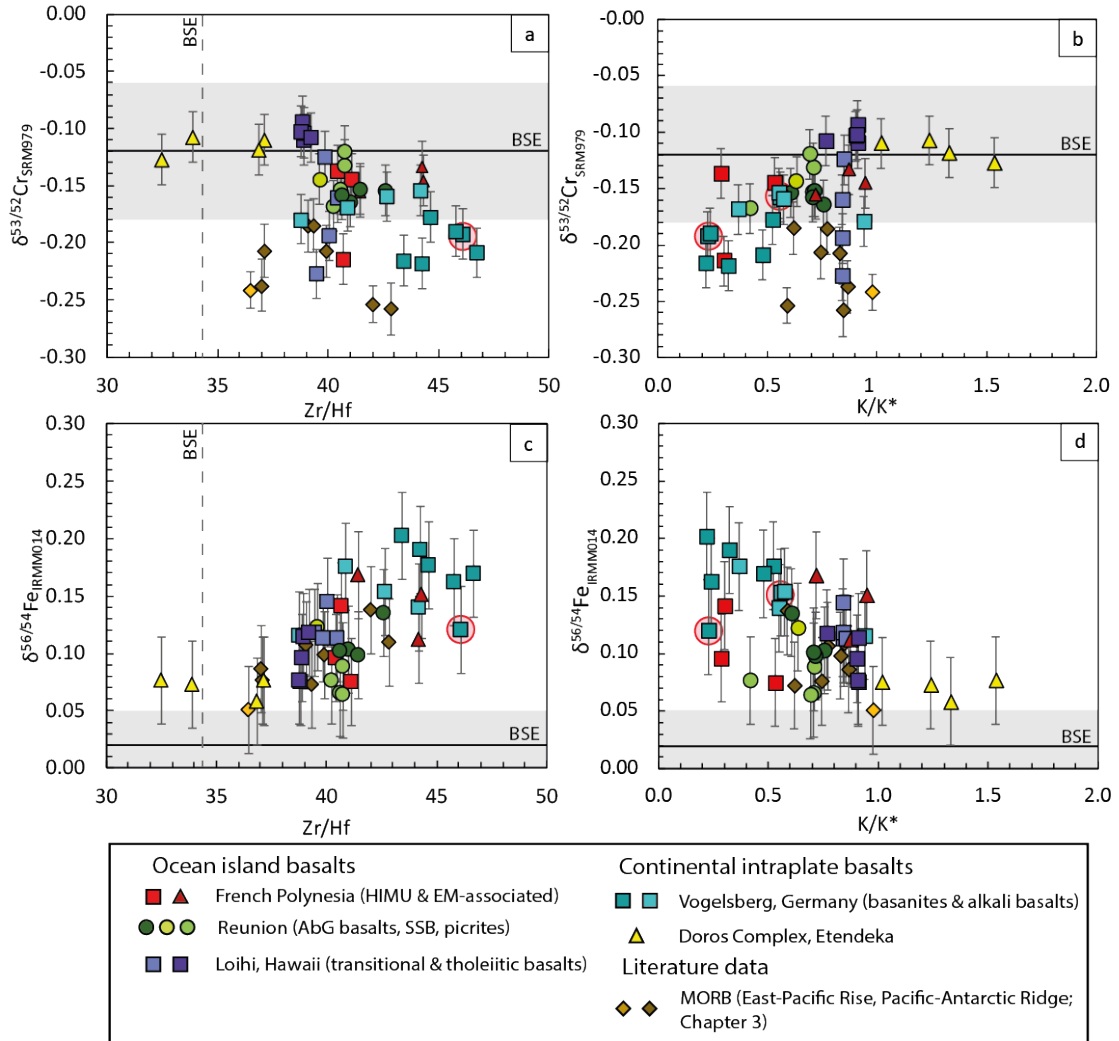 a
BSE
BSE
0.00
-0.05
-0.10
-0.15
-0.20
-0.25
-0.30
δ53/52CrSRM979
30
35
40
45
50
Zr/Hf
b
BSE
-0.00
-0.05
-0.10
-0.15
-0.20
-0.25
-0.30
δ53/52CrSRM979
0.0
0.5
1
1.5
2.0
K/K*
c
BSE
BSE
0.30
0.25
0.20
0.15
0.10
0.05
0.00
δ56/54FeIRMM014
30
35
40
45
50
Zr/Hf
d
BSE
0.30
0.25
0.20
0.15
0.10
0.05
0.00
δ56/54FeIRMM014
0.0
0.5
1.0
1.5
2.0
K/K*
Ocean island basalts
French Polynesia (HIMU & EM-associated)
Reunion (AbG basalts, SSB, picrites)
Loihi, Hawaii (transitional & tholeiitic basalts)
Continental intraplate basalts
Vogelsberg, Germany (basanites & alkali basalts)
Doros Complex, Etendeka
Literature data
MORB (East-Pacific Rise, Pacific-Antarctic Ridge;
Chapter 3)